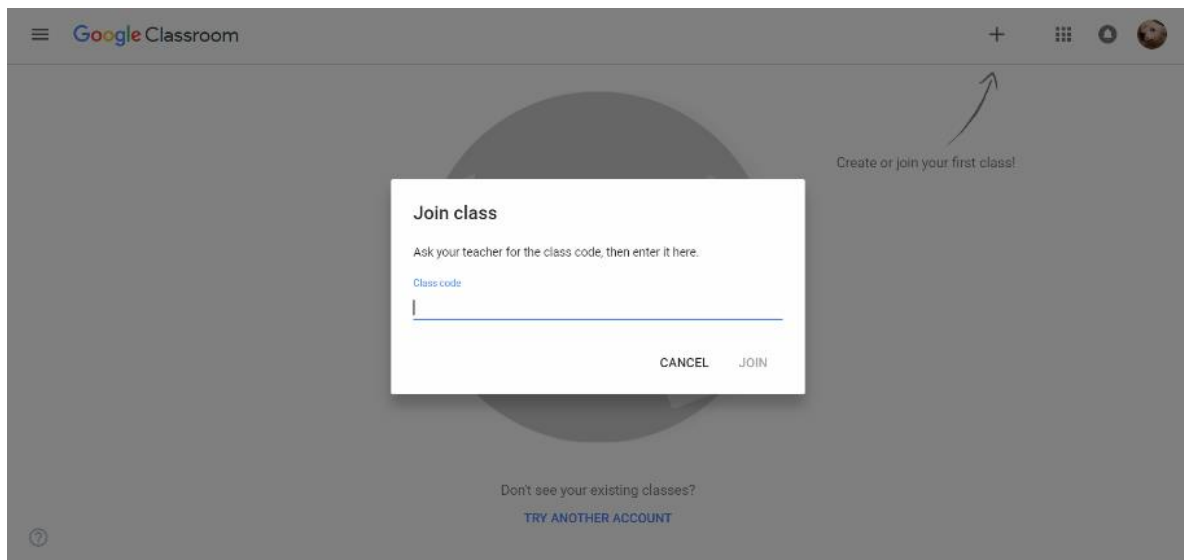 Google Classroom
Create or join your first class!
Join class
Ask your teacher for the class code, then enter it here.
Class code
CANCEL JOIN
Don't see your existing classes?
TRY ANOTHER ACCOUNT